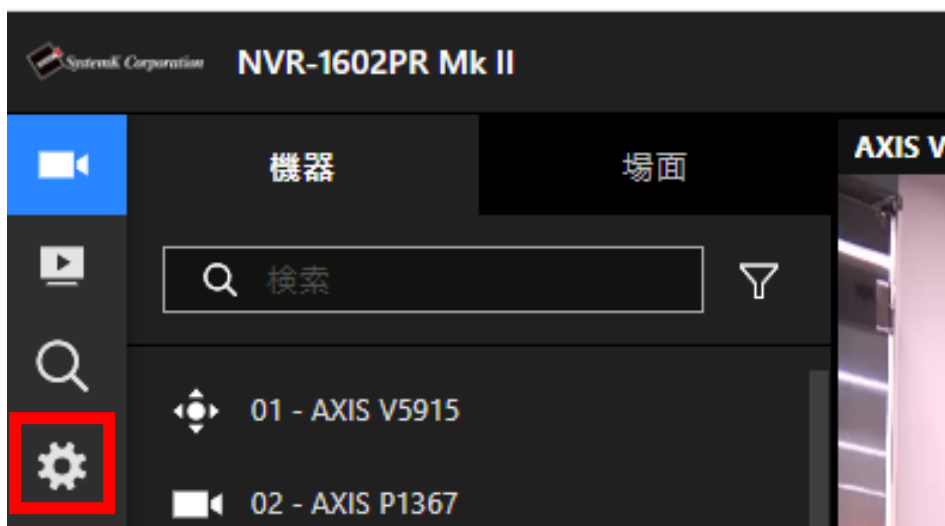 SystemK Corporation
NVR-1602PR Mk II
機器
場面
AXIS V
検索
01 - AXIS V5915
02 - AXIS P1367